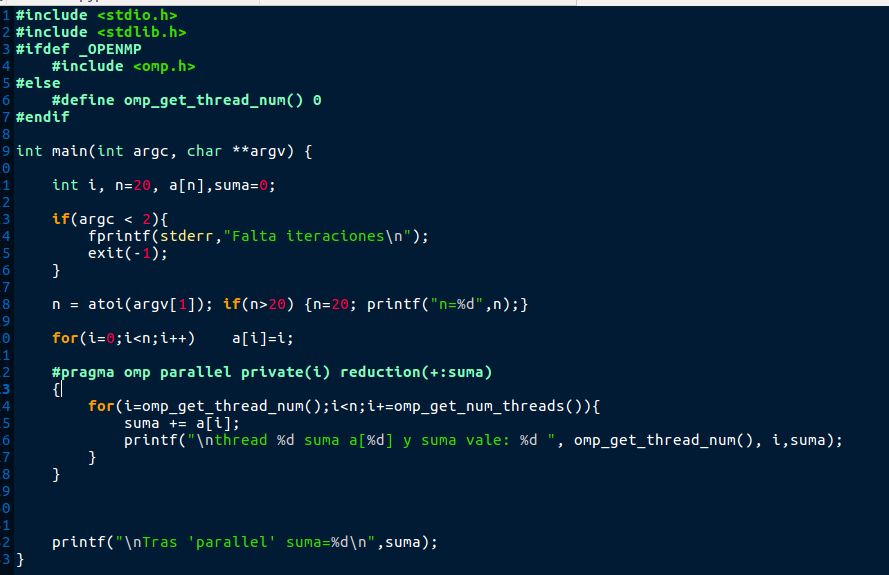 1 #include <stdio.h>
2 #include <stdlib.h>
3 #ifdef _OPENMP
4     #include <omp.h>
5 #else
6     #define omp_get_thread_num() 0
7 #endif
8
9 int main(int argc, char **argv) {
0
1     int i, n=20, a[n],suma=0;
2
3     if(argc < 2){
4         fprintf(stderr,"Falta iteraciones\n");
5         exit(-1);
6     }
7
8     n = atoi(argv[1]); if(n>20) {n=20; printf("n=%d",n);}
9
0     for(i=0;i<n;i++)    a[i]=i;
1
2     #pragma omp parallel private(i) reduction(+:suma)
3     {
4         for(i=omp_get_thread_num();i<n;i+=omp_get_num_threads()){
5             suma += a[i];
6             printf("\nthread %d suma a[%d] y suma vale: %d ", omp_get_thread_num(), i,suma);
7         }
8     }
9
0
1
2     printf("\nTras 'parallel' suma=%d\n",suma);
3 }